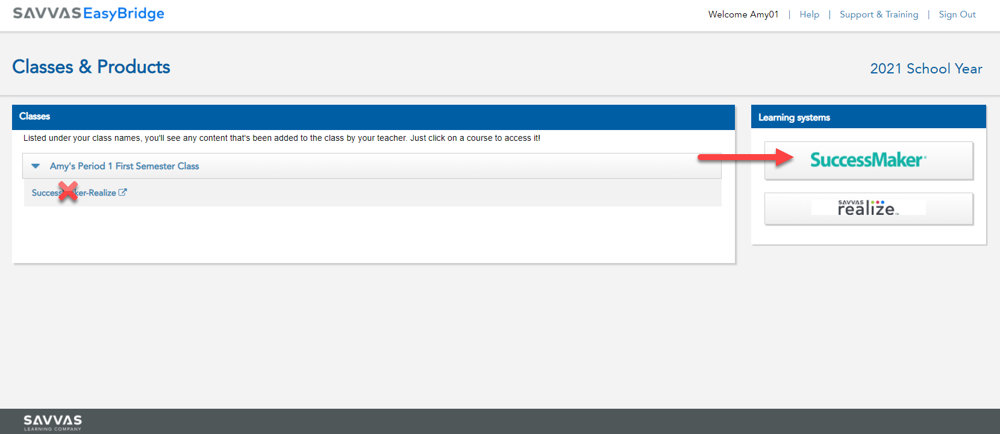 SAVVAS EasyBridge
Welcome Amy01 | Help | Support & Training | Sign Out
Classes & Products
2021 School Year
Classes
Listed under your class names, you'll see any content that's been added to the class by your teacher. Just click on a course to access it!
Amy's Period 1 First Semester Class
Success ker-Realize
Learning systems
SuccessMaker
SAVVAS
realize™
SAVVAS
LEARNING COMPANY